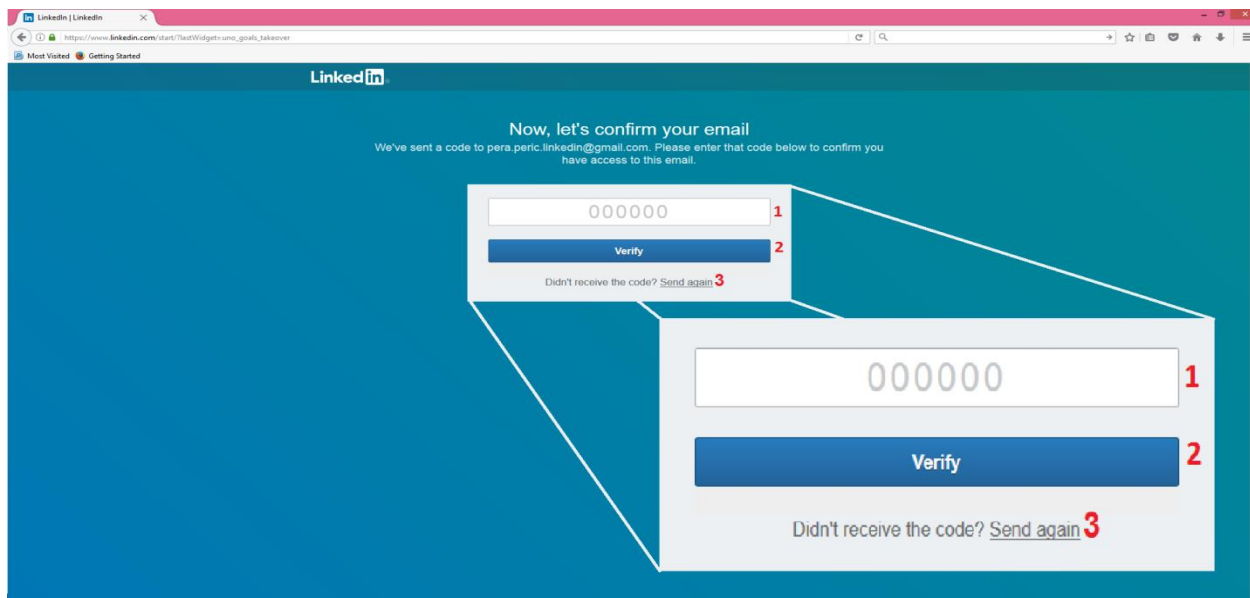 in LinkedIn | LinkedIn
https://www.linkedin.com/start/?lastWidget=uno_goals_takeover
Most Visited Getting Started
Linked in
Now, let's confirm your email
We've sent a code to pera.peric.linkedin@gmail.com. Please enter that code below to confirm you
have access to this email.
000000 1
Verify 2
Didn't receive the code? Send again 3
000000 1
Verify 2
Didn't receive the code? Send again 3